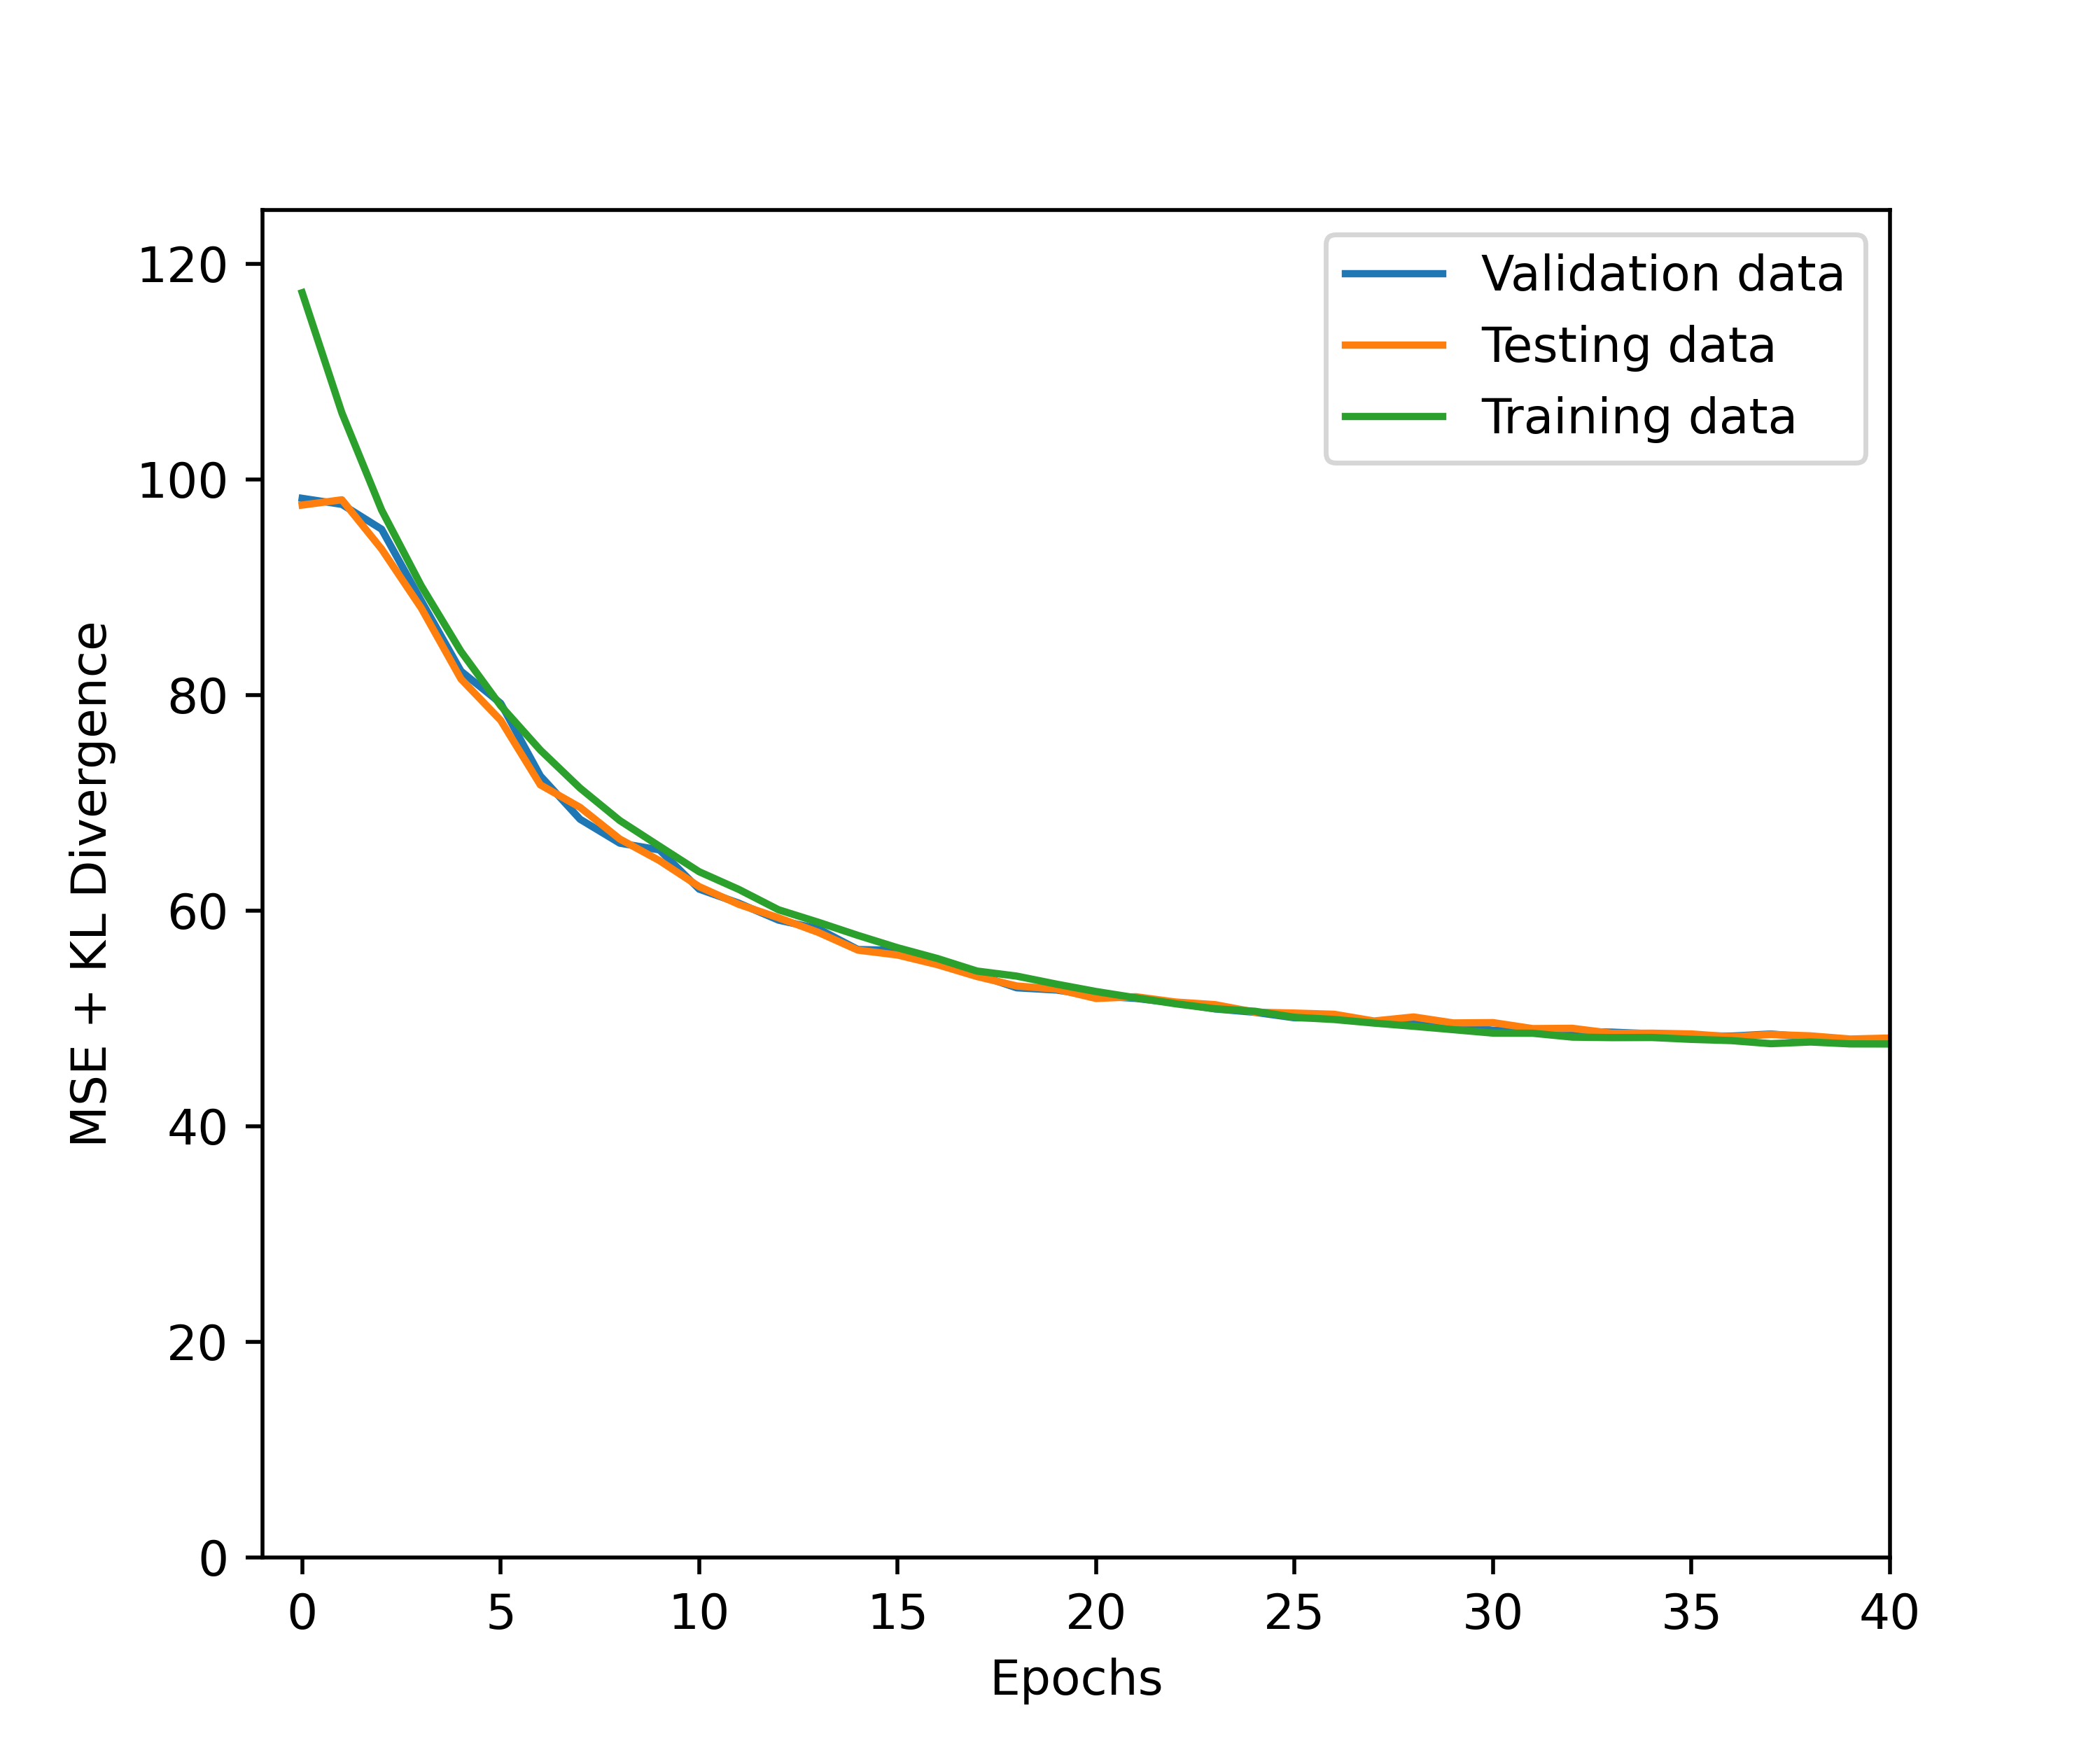 120
100
80
60
40
20
0
MSE + KL Divergence
Validation data
Testing data
Training data
0 5 10 15 20 25 30 35 40
Epochs